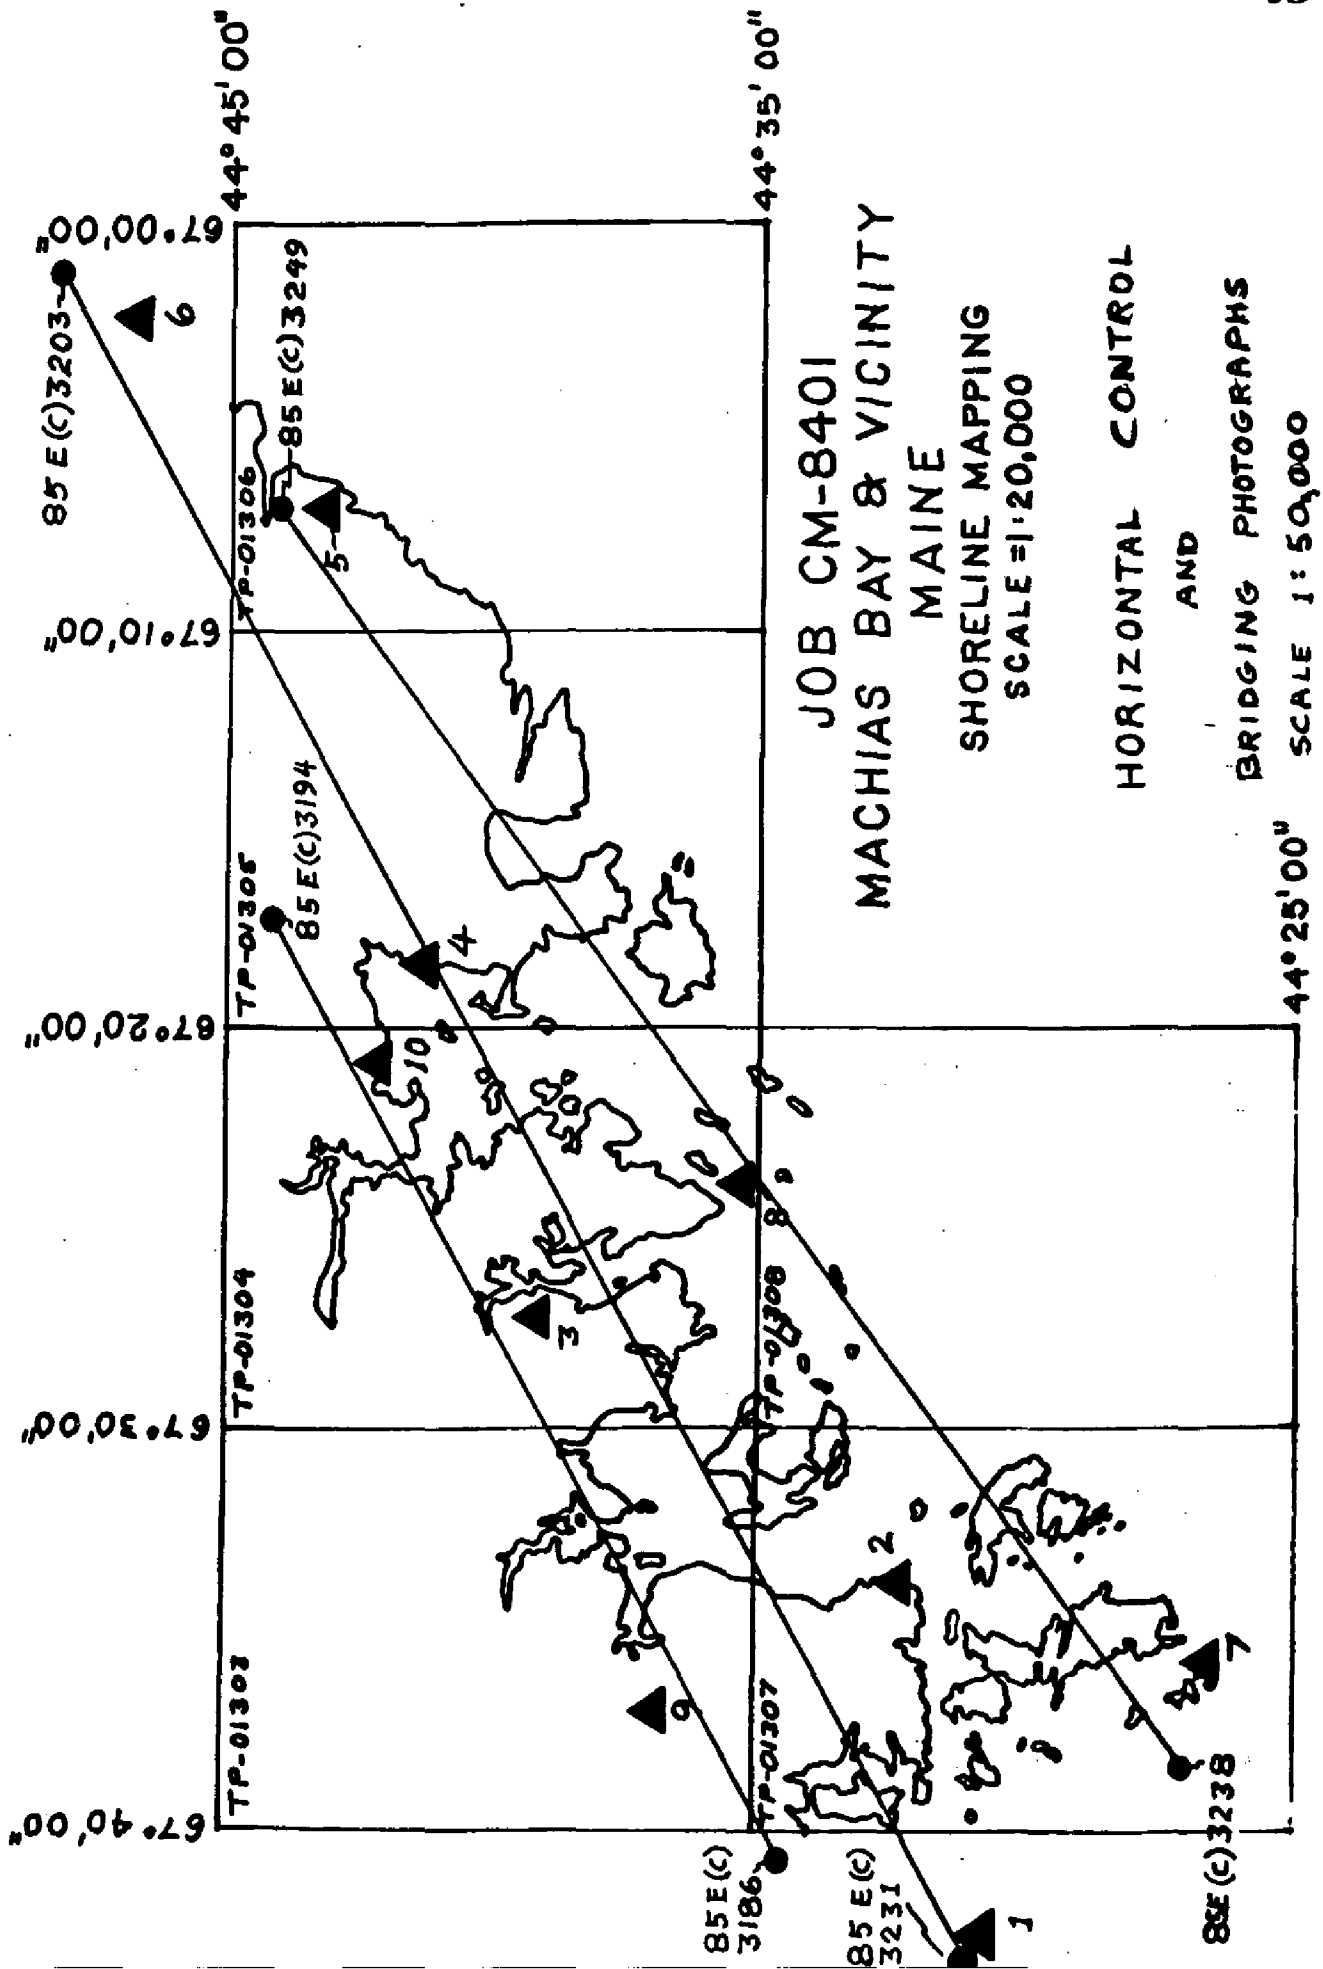 JOB CM-8401
MACHIAS BAY & VICINITY
MAINE
SHORELINE MAPPING
SCALE =1:20,000
HORIZONTAL CONTROL
AND
BRIDGING PHOTOGRAPHS
SCALE 1:50,000
67°40'00"
67°30'00"
67°20'00"
67°10'00"
67°00'00"
44°45'00"
44°35'00"
44°25'00"
TP-01303
TP-01304
TP-01305
TP-01306
TP-01307
TP-01308
85E(C)3203
85E(C)3249
85E(C)3194
85E(C)
3186
85E(C)
3231
85E(C)3238
1
2
3
4
5
6
7
8
9
10